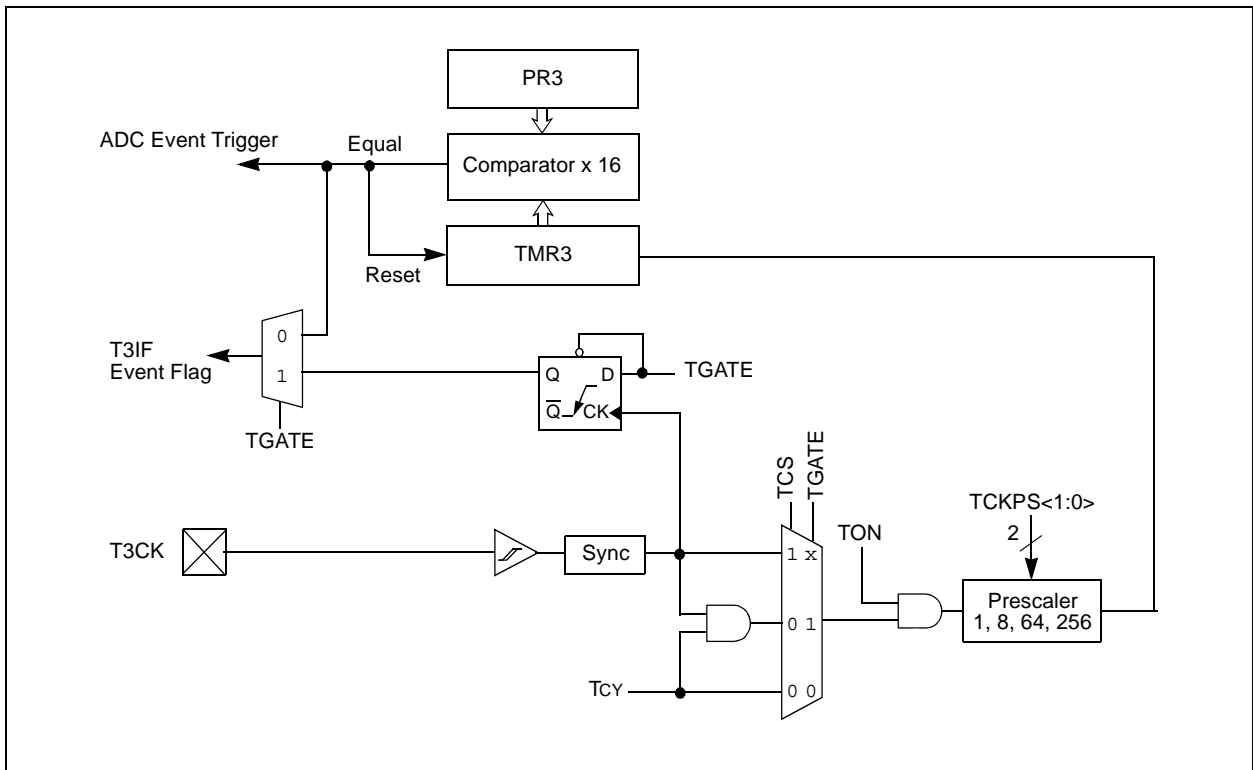 PR3
ADC Event Trigger
Equal
Comparator x 16
TMR3
Reset
0
T3IF
Event Flag
1
TGATE
Q
D
Q
CK
TGATE
TCS
TGATE
TCKPS<1:0>
2
TON
T3CK
Sync
1 x
Prescaler
1, 8, 64, 256
0 1
TCY
0 0